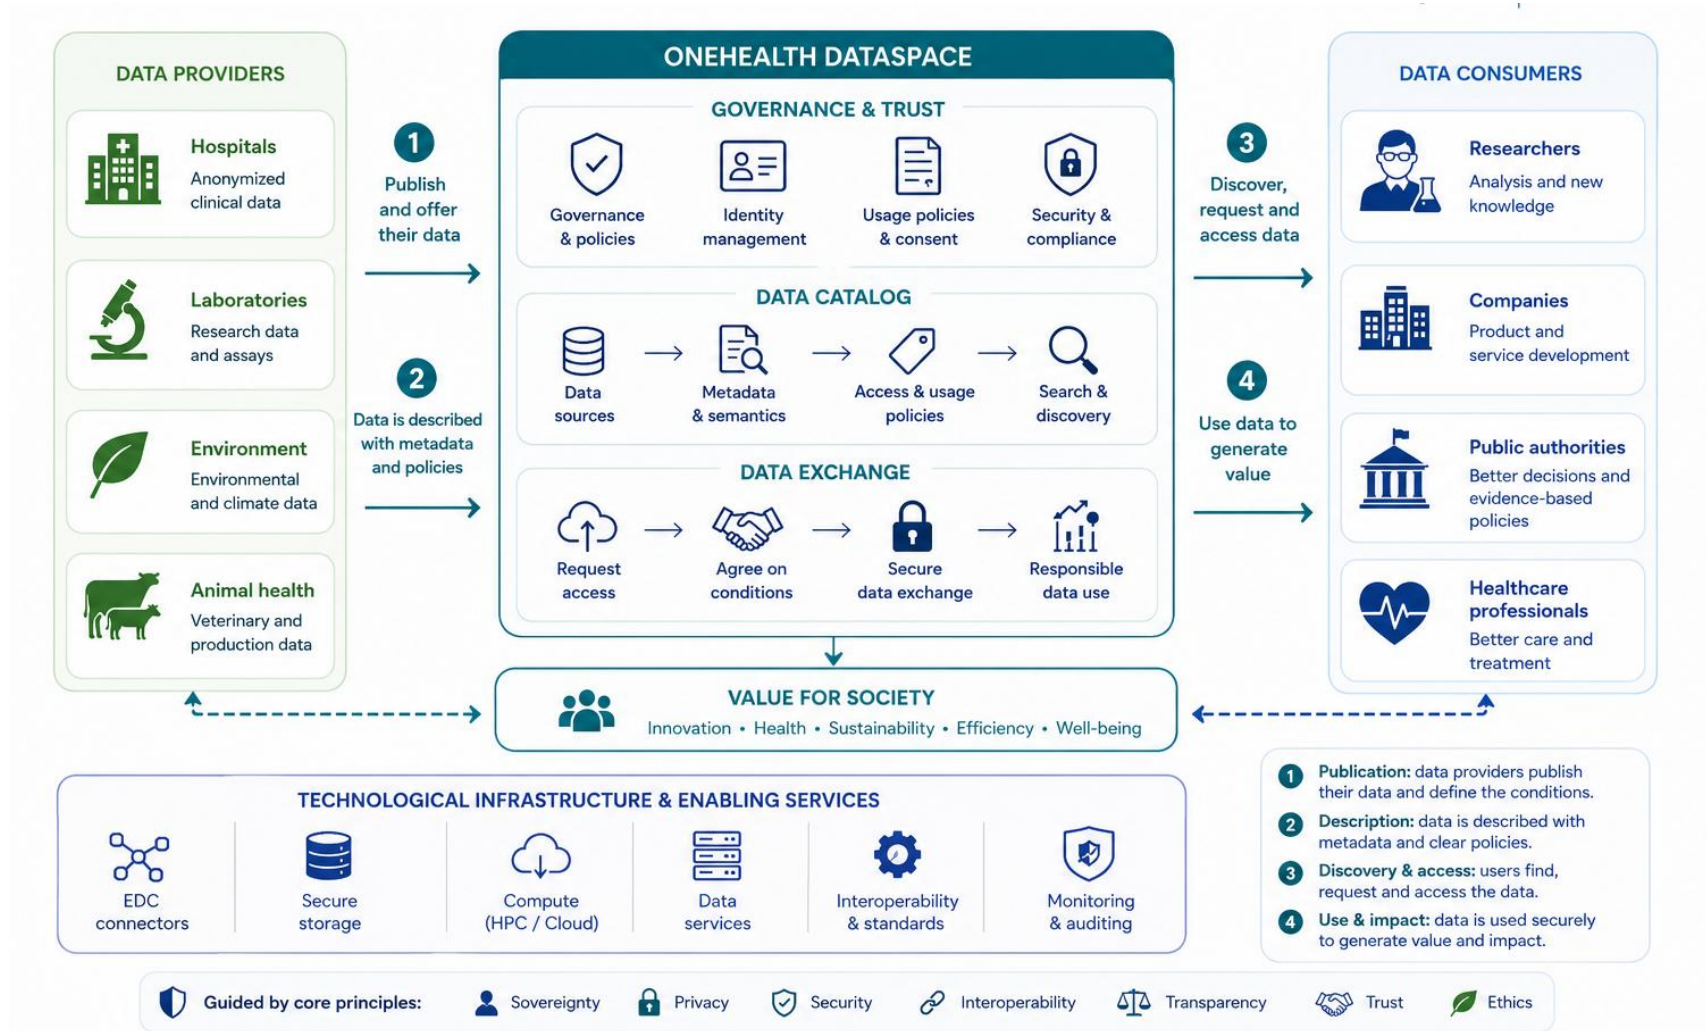 DATA PROVIDERS
Hospitals
Anonymized
clinical data
Laboratories
Research data
and assays
Environment
Environmental
and climate data
Animal health
Veterinary and
production data
1
Publish
and offer
their data
2
Data is described
with metadata
and policies
ONEHEALTH DATASPACE
GOVERNANCE & TRUST
Governance
& policies
Identity
management
Usage policies
& consent
Security &
compliance
DATA CATALOG
Data
sources
Metadata
& semantics
Access & usage
policies
Search &
discovery
DATA EXCHANGE
Request
access
Agree on
conditions
Secure
data exchange
Responsible
data use
3
Discover,
request and
access data
4
Use data to
generate
value
DATA CONSUMERS
Researchers
Analysis and new
knowledge
Companies
Product and
service development
Public authorities
Better decisions and
evidence-based
policies
Healthcare
professionals
Better care and
treatment
VALUE FOR SOCIETY
Innovation • Health • Sustainability • Efficiency • Well-being
TECHNOLOGICAL INFRASTRUCTURE & ENABLING SERVICES
EDC
connectors
Secure
storage
Compute
(HPC / Cloud)
Data
services
Interoperability
& standards
Monitoring
& auditing
1 Publication: data providers publish
their data and define the conditions.
2 Description: data is described with
metadata and clear policies.
3 Discovery & access: users find,
request and access the data.
4 Use & impact: data is used securely
to generate value and impact.
Guided by core principles: Sovereignty Privacy Security Interoperability Transparency Trust Ethics